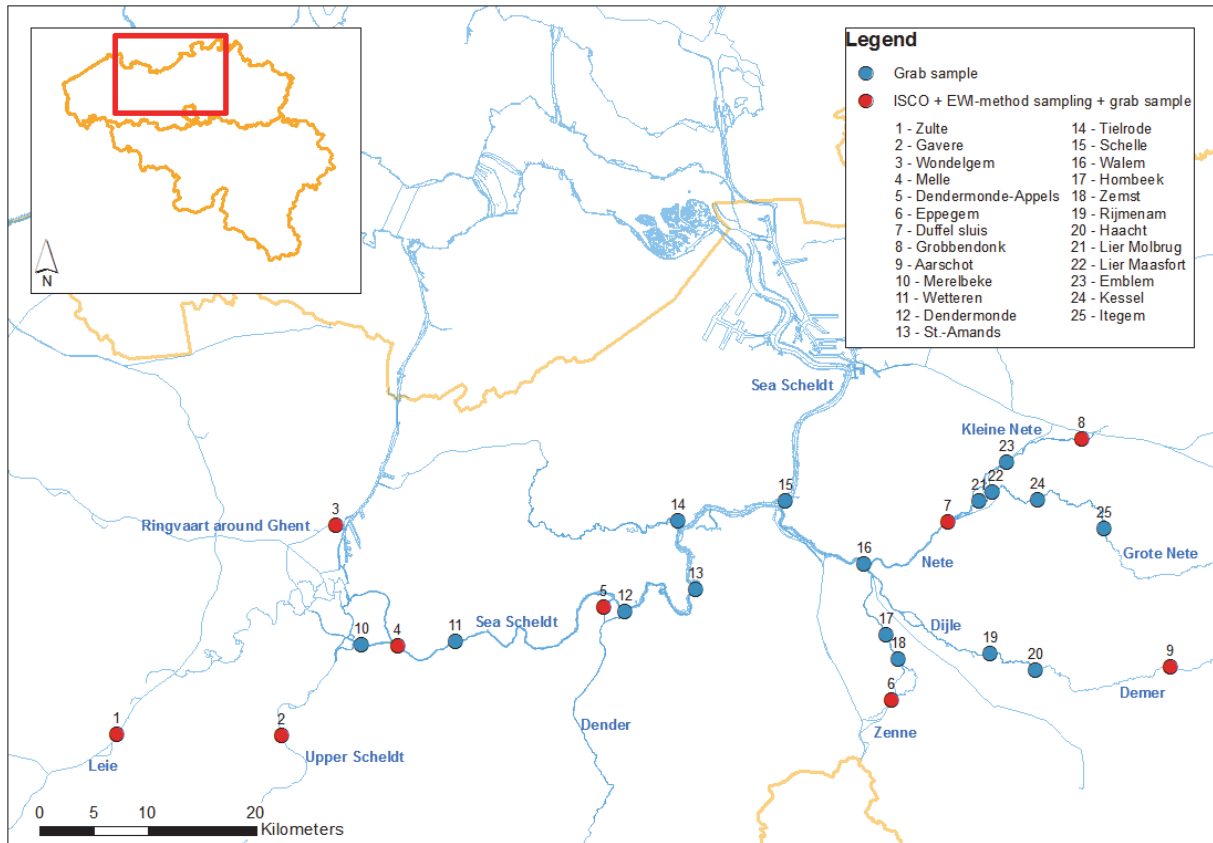 N
Legend
Grab sample
ISCO + EWI-method sampling + grab sample
1 - Zulte
2 - Gavere
3 - Wondelgem
4 - Melle
5 - Dendermonde-Appels
6 - Eppegem
7 - Duffel sluis
8 - Grobbendonk
9 - Aarschot
10 - Merelbeke
11 - Wetteren
12 - Dendermonde
13 - St.-Amands
14 - Tielrode
15 - Schelle
16 - Walem
17 - Hombeek
18 - Zemst
19 - Rijmenam
20 - Haacht
21 - Lier Molbrug
22 - Lier Maasfort
23 - Emblem
24 - Kessel
25 - Itegem
Sea Scheldt
Kleine Nete
8
23
22
21
24
15
25
14
7
3
Ringvaart around Ghent
Grote Nete
16
Nete
13
5
12
Sea Scheldt
17
Dijle
10
4
11
18
19
20
9
6
Demer
1
2
Dender
Zenne
Leie
Upper Scheldt
0 5 10 20
Kilometers